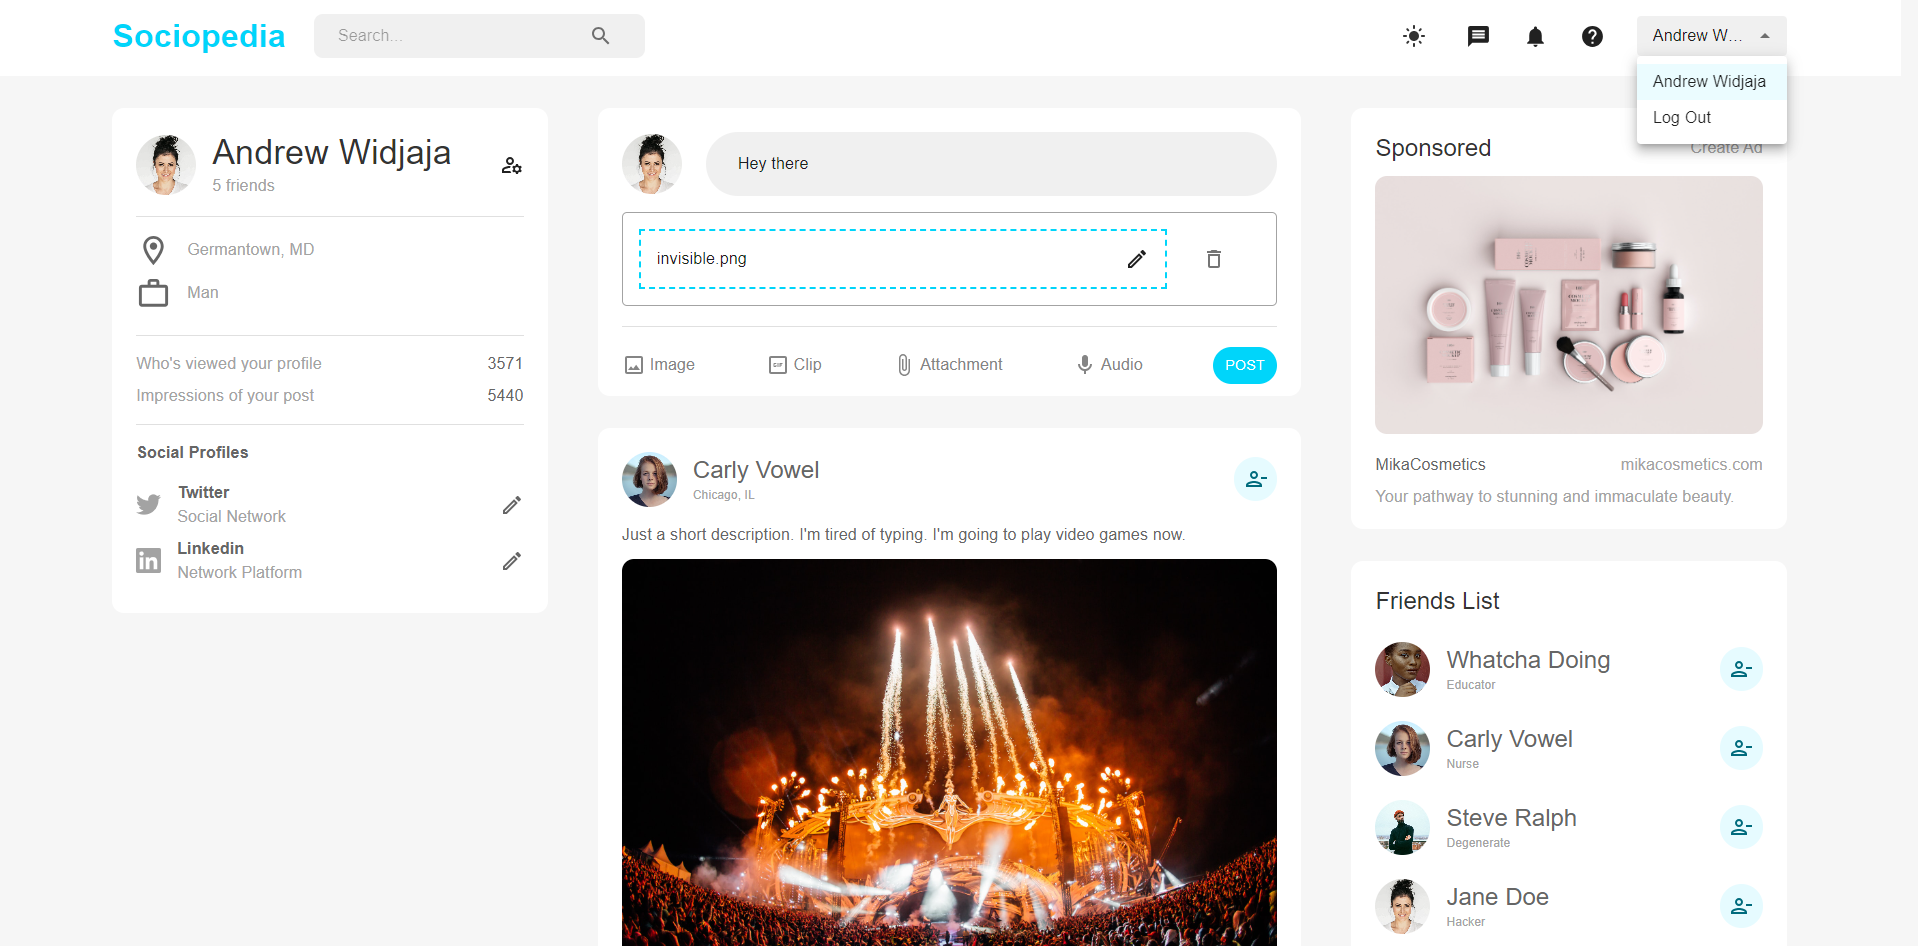 Sociopedia
Search...
Andrew W...
Andrew Widjaja
Log Out
Andrew Widjaja
5 friends
Germantown, MD
Man
Who's viewed your profile 3571
Impressions of your post 5440
Social Profiles
Twitter
Social Network
Linkedin
Network Platform
Hey there
invisible.png
Image
GIF
Clip
Attachment
Audio
POST
Carly Vowel
Chicago, IL
Just a short description. I'm tired of typing. I'm going to play video games now.
Sponsored
Create Ad
MikaCosmetics
mikacosmetics.com
Your pathway to stunning and immaculate beauty.
Friends List
Whatcha Doing
Educator
Carly Vowel
Nurse
Steve Ralph
Degenerate
Jane Doe
Hacker